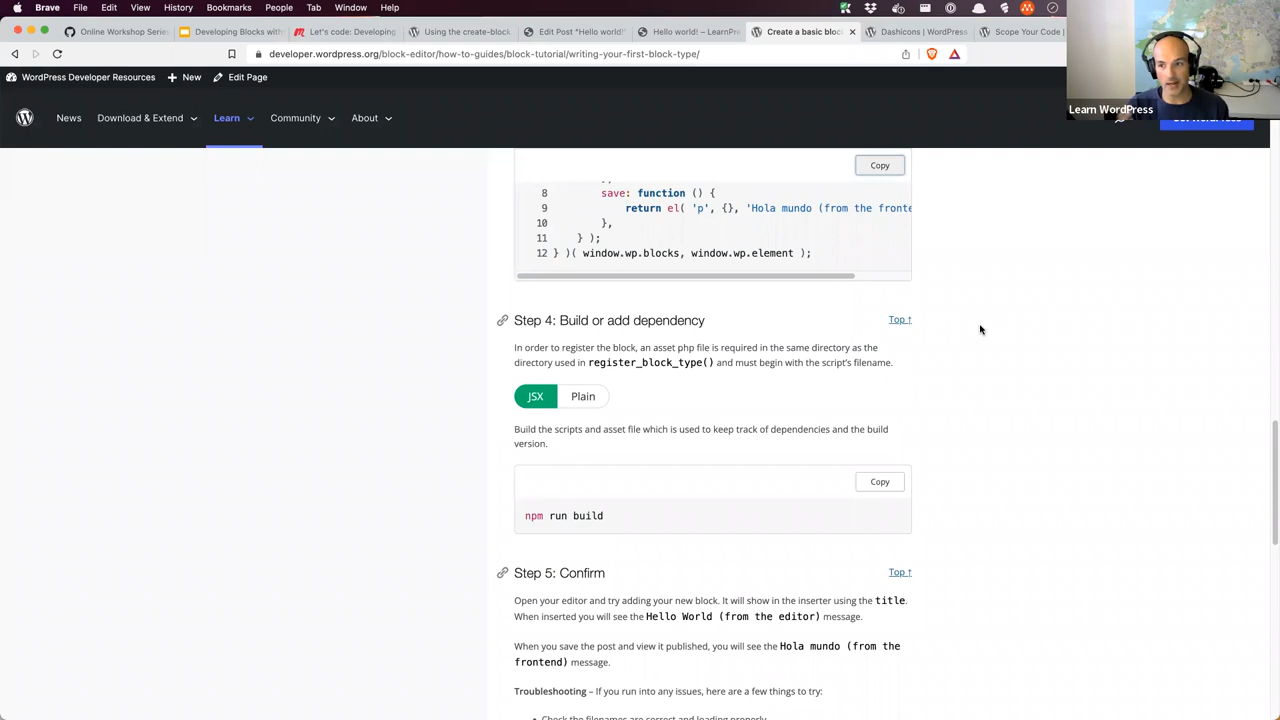 Brave File Edit View History Bookmarks People Tab Window Help
Online Workshop Series
Developing Blocks with
Let's code: Developing
Using the create-block
Edit Post "Hello world!"
Hello world! – LearnPre
Create a basic block
Dashicons | WordPress
Scope Your Code |
developer.wordpress.org/block-editor/how-to-guides/block-tutorial/writing-your-first-block-type/
WordPress Developer Resources New Edit Page
News Download & Extend Learn Community About
Learn WordPress
Copy
8 save: function () {
9 return el( 'p', {}, 'Hola mundo (from the fronte
10 },
11 } );
12 } )( window.wp.blocks, window.wp.element );
Step 4: Build or add dependency
Top ↑
In order to register the block, an asset php file is required in the same directory as the
directory used in register_block_type() and must begin with the script's filename.
JSX Plain
Build the scripts and asset file which is used to keep track of dependencies and the build
version.
Copy
npm run build
Step 5: Confirm
Top ↑
Open your editor and try adding your new block. It will show in the inserter using the title.
When inserted you will see the Hello World (from the editor) message.
When you save the post and view it published, you will see the Hola mundo (from the
frontend) message.
Troubleshooting – If you run into any issues, here are a few things to try:
Check the filenames are correct and loading properly